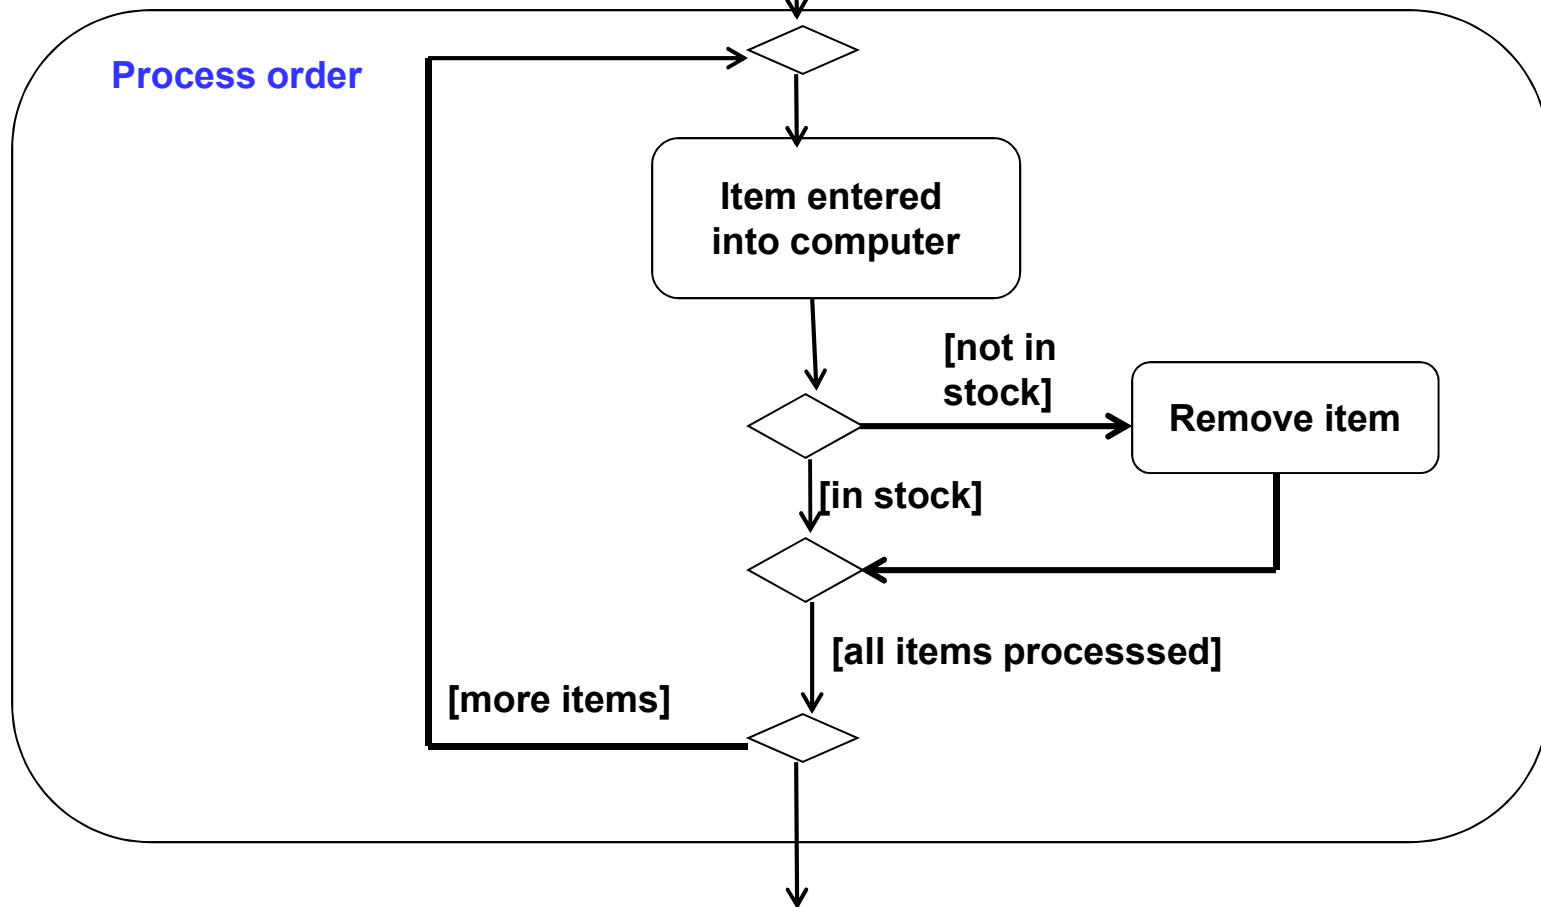 Process order
Item entered
into computer
[not in
stock]
Remove item
[in stock]
[all items processsed]
[more items]